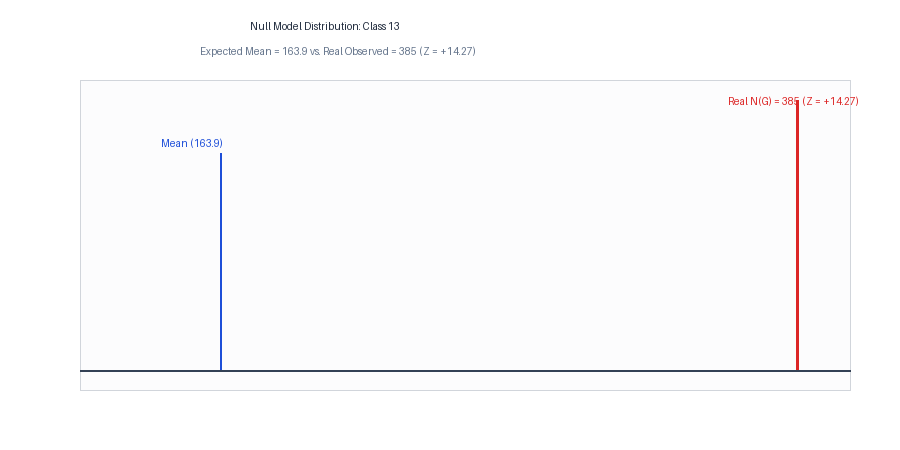 Null Model Distribution: Class 13
Expected Mean = 163.9 vs. Real Observed = 385 (Z = +14.27)
Real N(G) = 385 (Z = +14.27)
Mean (163.9)